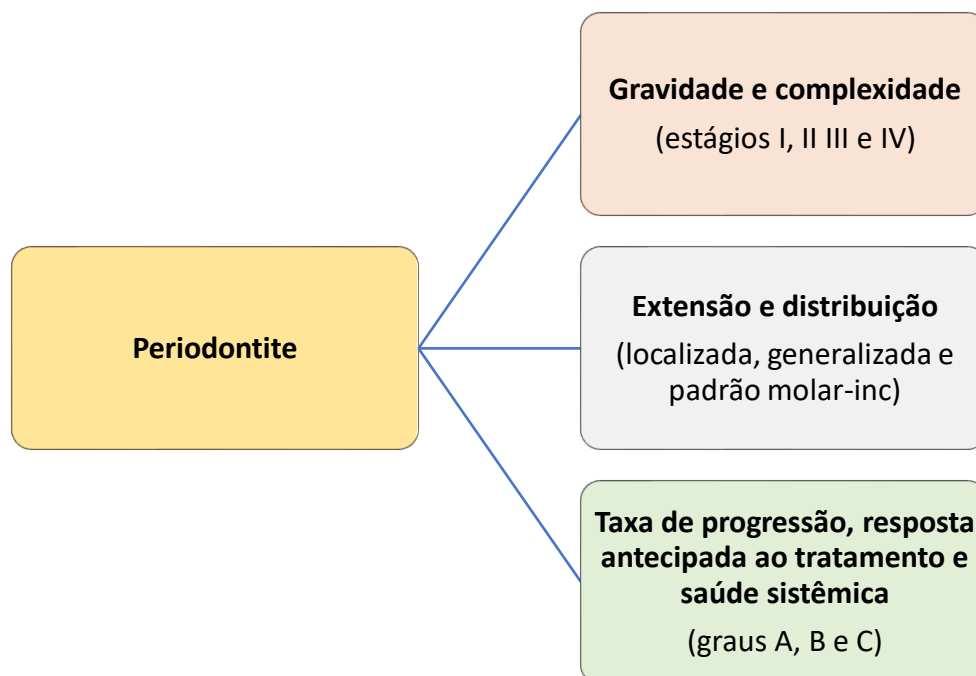 Gravidade e complexidade
(estágios I, II III e IV)
Periodontite
Extensão e distribuição
(localizada, generalizada e
padrão molar-inc)
Taxa de progressão, resposta
antecipada ao tratamento e
saúde sistêmica
(graus A, B e C)